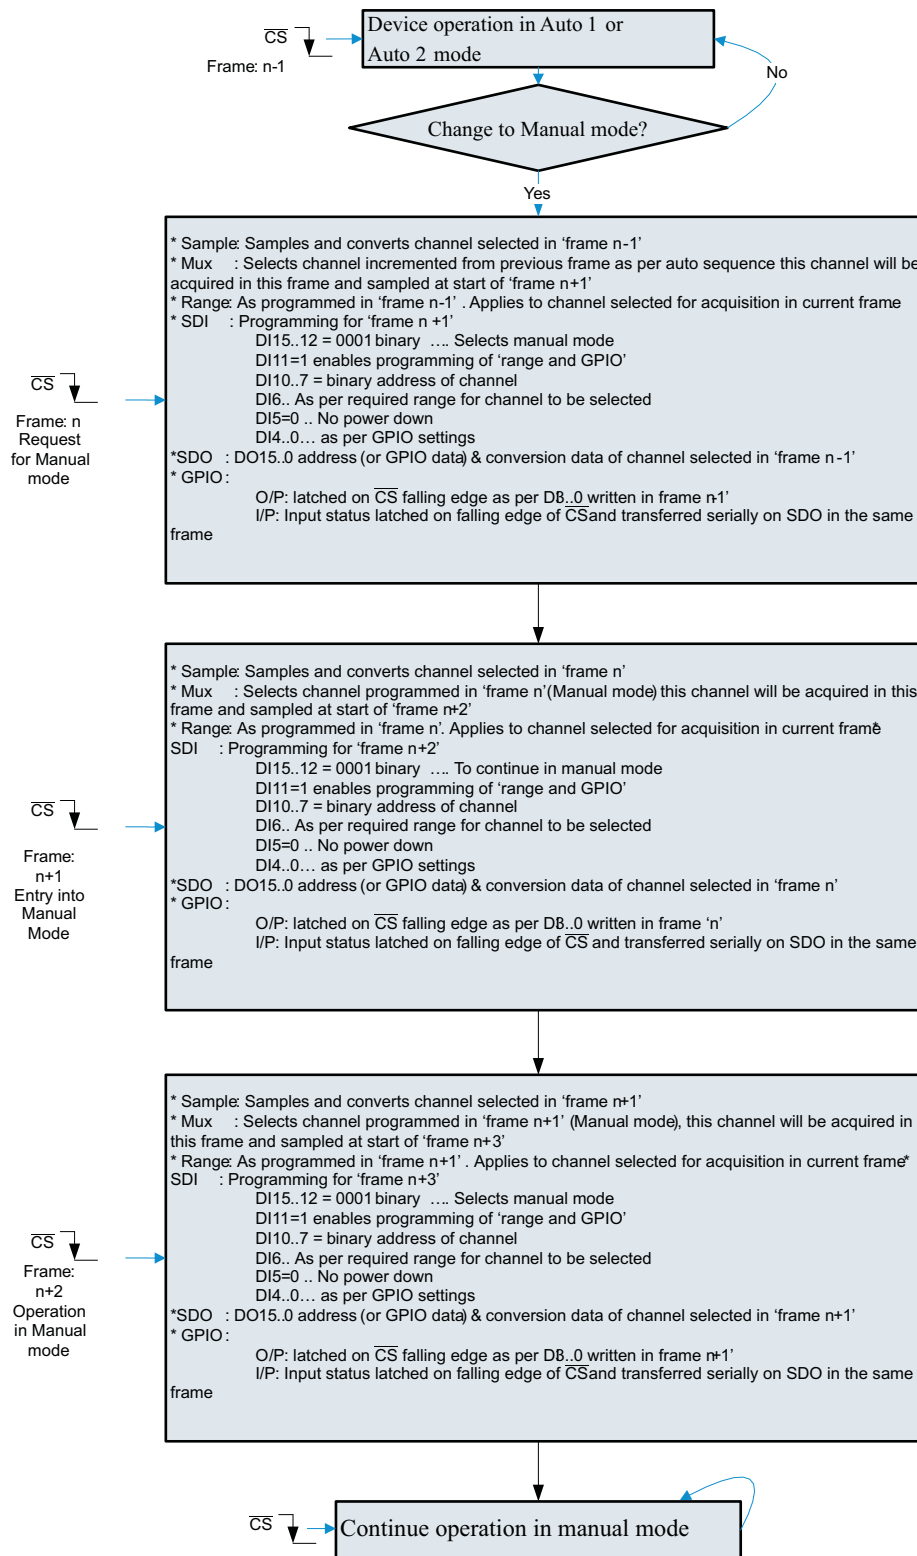 Device operation in Auto 1 or
Auto 2 mode
CS
Frame: n-1
No
Change to Manual mode?
Yes
* Sample: Samples and converts channel selected in ‘frame n-1’
* Mux : Selects channel incremented from previous frame as per auto sequence this channel will be
acquired in this frame and sampled at start of ‘frame n+1’
* Range: As programmed in ‘frame n-1’ . Applies to channel selected for acquisition in current frame
* SDI : Programming for ‘frame n +1’
DI15..12 = 0001 binary …. Selects manual mode
DI11=1 enables programming of ‘range and GPIO’
DI10..7 = binary address of channel
DI6.. As per required range for channel to be selected
DI5=0 .. No power down
DI4..0… as per GPIO settings
*SDO : DO15..0 address (or GPIO data) & conversion data of channel selected in ‘frame n -1’
* GPIO :
O/P: latched on CS falling edge as per DB..0 written in frame n-1’
I/P: Input status latched on falling edge of CS and transferred serially on SDO in the same
frame
CS
Frame: n
Request
for Manual
mode
* Sample: Samples and converts channel selected in ‘frame n’
* Mux : Selects channel programmed in ‘frame n’(Manual mode) this channel will be acquired in this
frame and sampled at start of ‘frame n+2’
* Range: As programmed in ‘frame n’. Applies to channel selected for acquisition in current frame*
SDI : Programming for ‘frame n+2’
DI15..12 = 0001 binary …. To continue in manual mode
DI11=1 enables programming of ‘range and GPIO’
DI10..7 = binary address of channel
DI6.. As per required range for channel to be selected
DI5=0 .. No power down
DI4..0… as per GPIO settings
*SDO : DO15..0 address (or GPIO data) & conversion data of channel selected in ‘frame n’
* GPIO :
O/P: latched on CS falling edge as per DB..0 written in frame ‘n’
I/P: Input status latched on falling edge of CS and transferred serially on SDO in the same
frame
CS
Frame:
n+1
Entry into
Manual
Mode
* Sample: Samples and converts channel selected in ‘frame n+1’
* Mux : Selects channel programmed in ‘frame n+1’ (Manual mode), this channel will be acquired in
this frame and sampled at start of ‘frame n+3’
* Range: As programmed in ‘frame n+1’ . Applies to channel selected for acquisition in current frame*
SDI : Programming for ‘frame n+3’
DI15..12 = 0001 binary …. Selects manual mode
DI11=1 enables programming of ‘range and GPIO’
DI10..7 = binary address of channel
DI6.. As per required range for channel to be selected
DI5=0 .. No power down
DI4..0… as per GPIO settings
*SDO : DO15..0 address (or GPIO data) & conversion data of channel selected in ‘frame n+1’
* GPIO :
O/P: latched on CS falling edge as per DB..0 written in frame n+1’
I/P: Input status latched on falling edge of CS and transferred serially on SDO in the same
frame
CS
Frame:
n+2
Operation
in Manual
mode
CS
Continue operation in manual mode